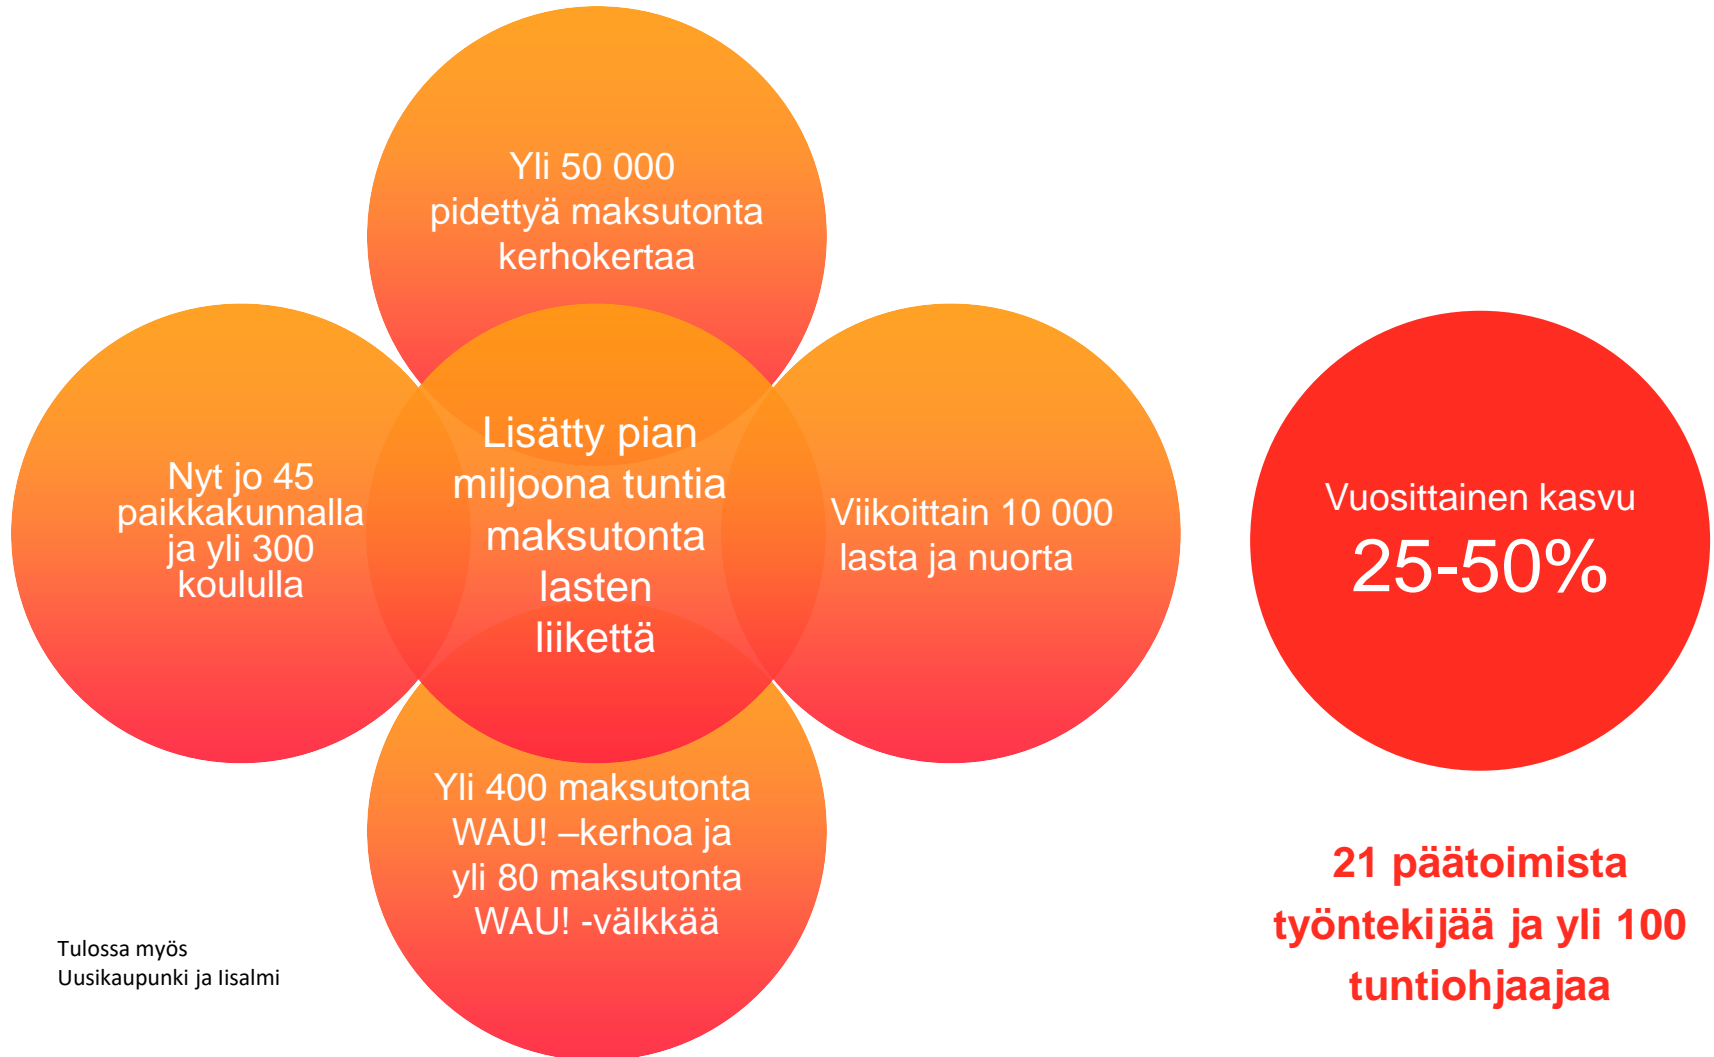 Yli 50 000
pidettyä maksutonta
kerhokertaa
Nyt jo 45
paikkakunnalla
ja yli 300
koululla
Lisätty pian
miljoona tuntia
maksutonta
lasten
liikettä
Viikoittain 10 000
lasta ja nuorta
Yli 400 maksutonta
WAU! –kerhoa ja
yli 80 maksutonta
WAU! -välkkää
Vuosittainen kasvu
25-50%
21 päätoimista
työntekijää ja yli 100
tuntiohjaajaa
Tulossa myös
Uusikaupunki ja Iisalmi